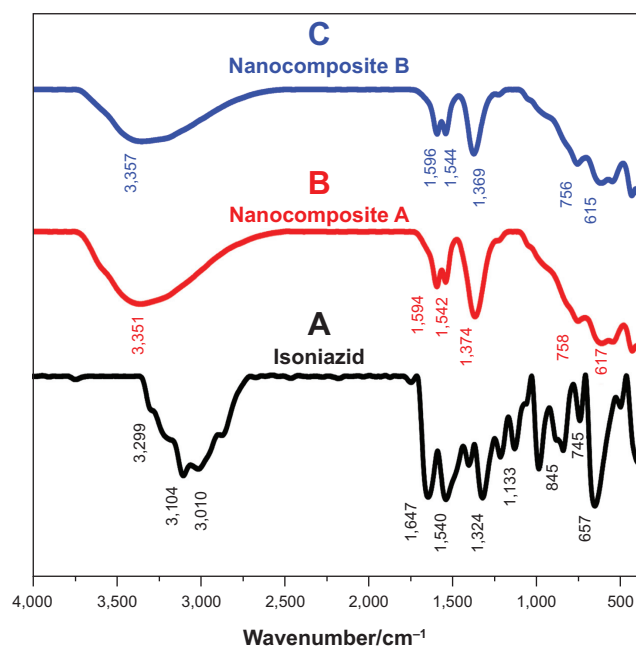 C
Nanocomposite B
3,357
1,596
1,544
1,369
756
615
B
Nanocomposite A
3,351
1,594
1,542
1,374
758
617
A
Isoniazid
3,299
3,104
3,010
1,647
1,540
1,324
1,133
845
745
657
4,000 3,500 3,000 2,500 2,000 1,500 1,000 500
Wavenumber/cm⁻¹